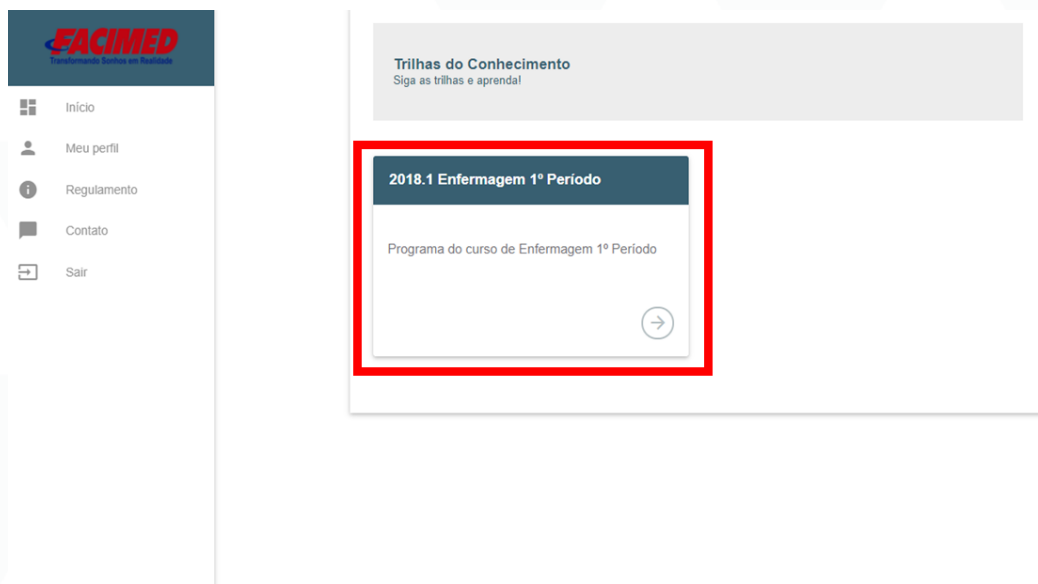 FACIMED
Transformando Sonhos em Realidade
Início
Meu perfil
Regulamento
Contato
Sair
Trilhas do Conhecimento
Siga as trilhas e aprenda!
2018.1 Enfermagem 1º Período
Programa do curso de Enfermagem 1º Período